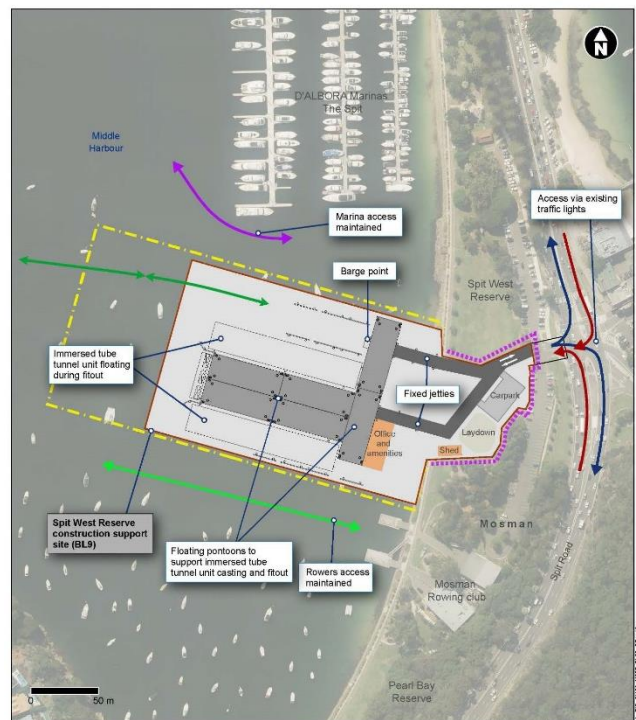 N
D'ALBORA Marinas
The Spit
Middle
Harbour
Marina access
maintained
Access via existing
traffic lights
Barge point
Spit West
Reserve
Immersed tube
tunnel unit floating
during fitout
Fixed jetties
Carpark
Office
and
amenities
Laydown
Shed
Spit West Reserve
construction support
site (BL9)
Floating pontoons to
support immersed tube
tunnel unit casting and fitout
Rowers access
maintained
Mosman
Spit Road
Mosman
Rowing club
Pearl Bay
Reserve
50 m